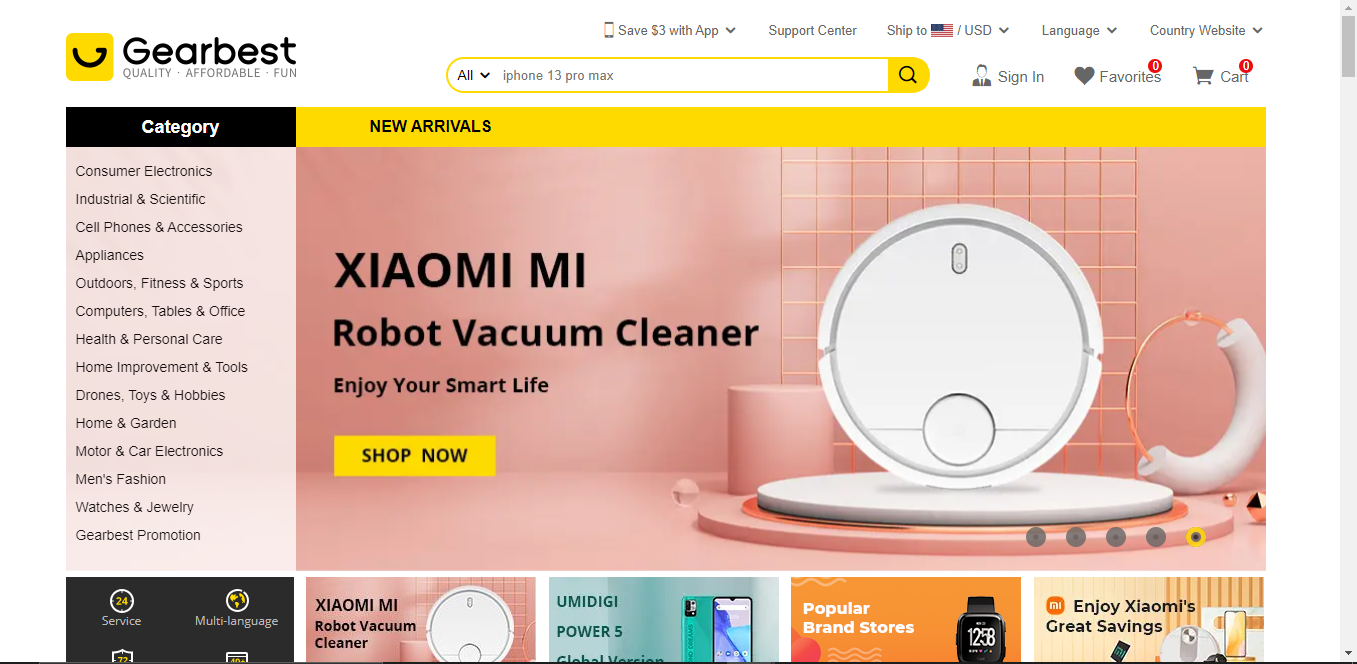 Save $3 with App
Support Center
Ship to / USD
Language
Country Website
Gearbest
QUALITY · AFFORDABLE · FUN
All
iphone 13 pro max
Sign In
Favorites
0
Cart
0
Category
NEW ARRIVALS
Consumer Electronics
Industrial & Scientific
Cell Phones & Accessories
Appliances
Outdoors, Fitness & Sports
Computers, Tables & Office
Health & Personal Care
Home Improvement & Tools
Drones, Toys & Hobbies
Home & Garden
Motor & Car Electronics
Men's Fashion
Watches & Jewelry
Gearbest Promotion
XIAOMI MI
Robot Vacuum Cleaner
Enjoy Your Smart Life
SHOP NOW
24
Service
Multi-language
XIAOMI MI
Robot Vacuum
Cleaner
UMIDIGI
POWER 5
Global Version
Popular
Brand Stores
12:58
mi
Enjoy Xiaomi's
Great Savings